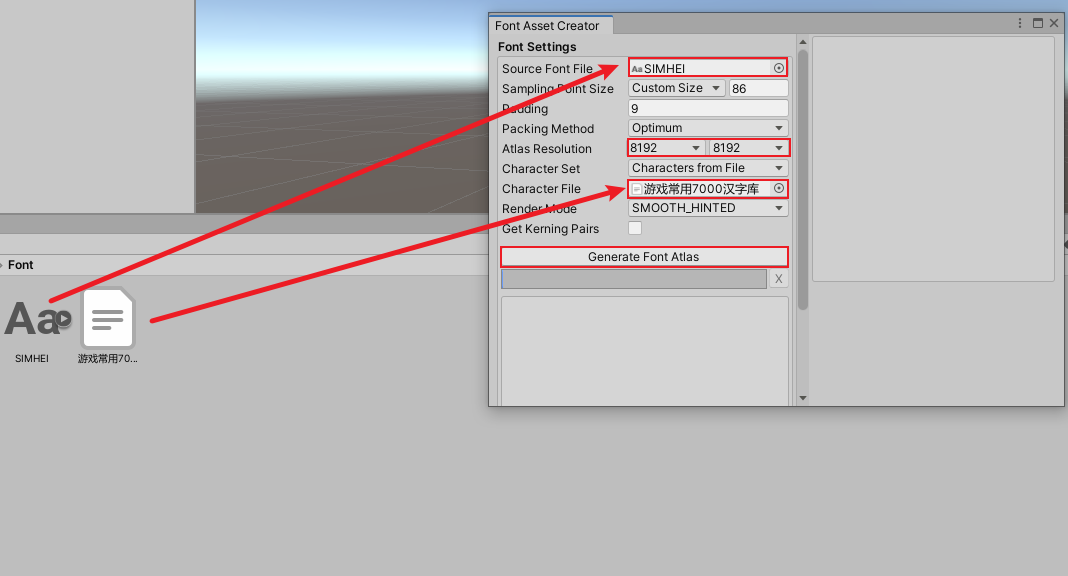 Font Asset Creator
Font Settings
Source Font File
Aa SIMHEI
Sampling Point Size
Custom Size
86
Padding
9
Packing Method
Optimum
Atlas Resolution
8192
8192
Character Set
Characters from File
Character File
游戏常用7000汉字库
Render Mode
SMOOTH_HINTED
Get Kerning Pairs
Generate Font Atlas
X
Font
Aa
SIMHEI
游戏常用70...